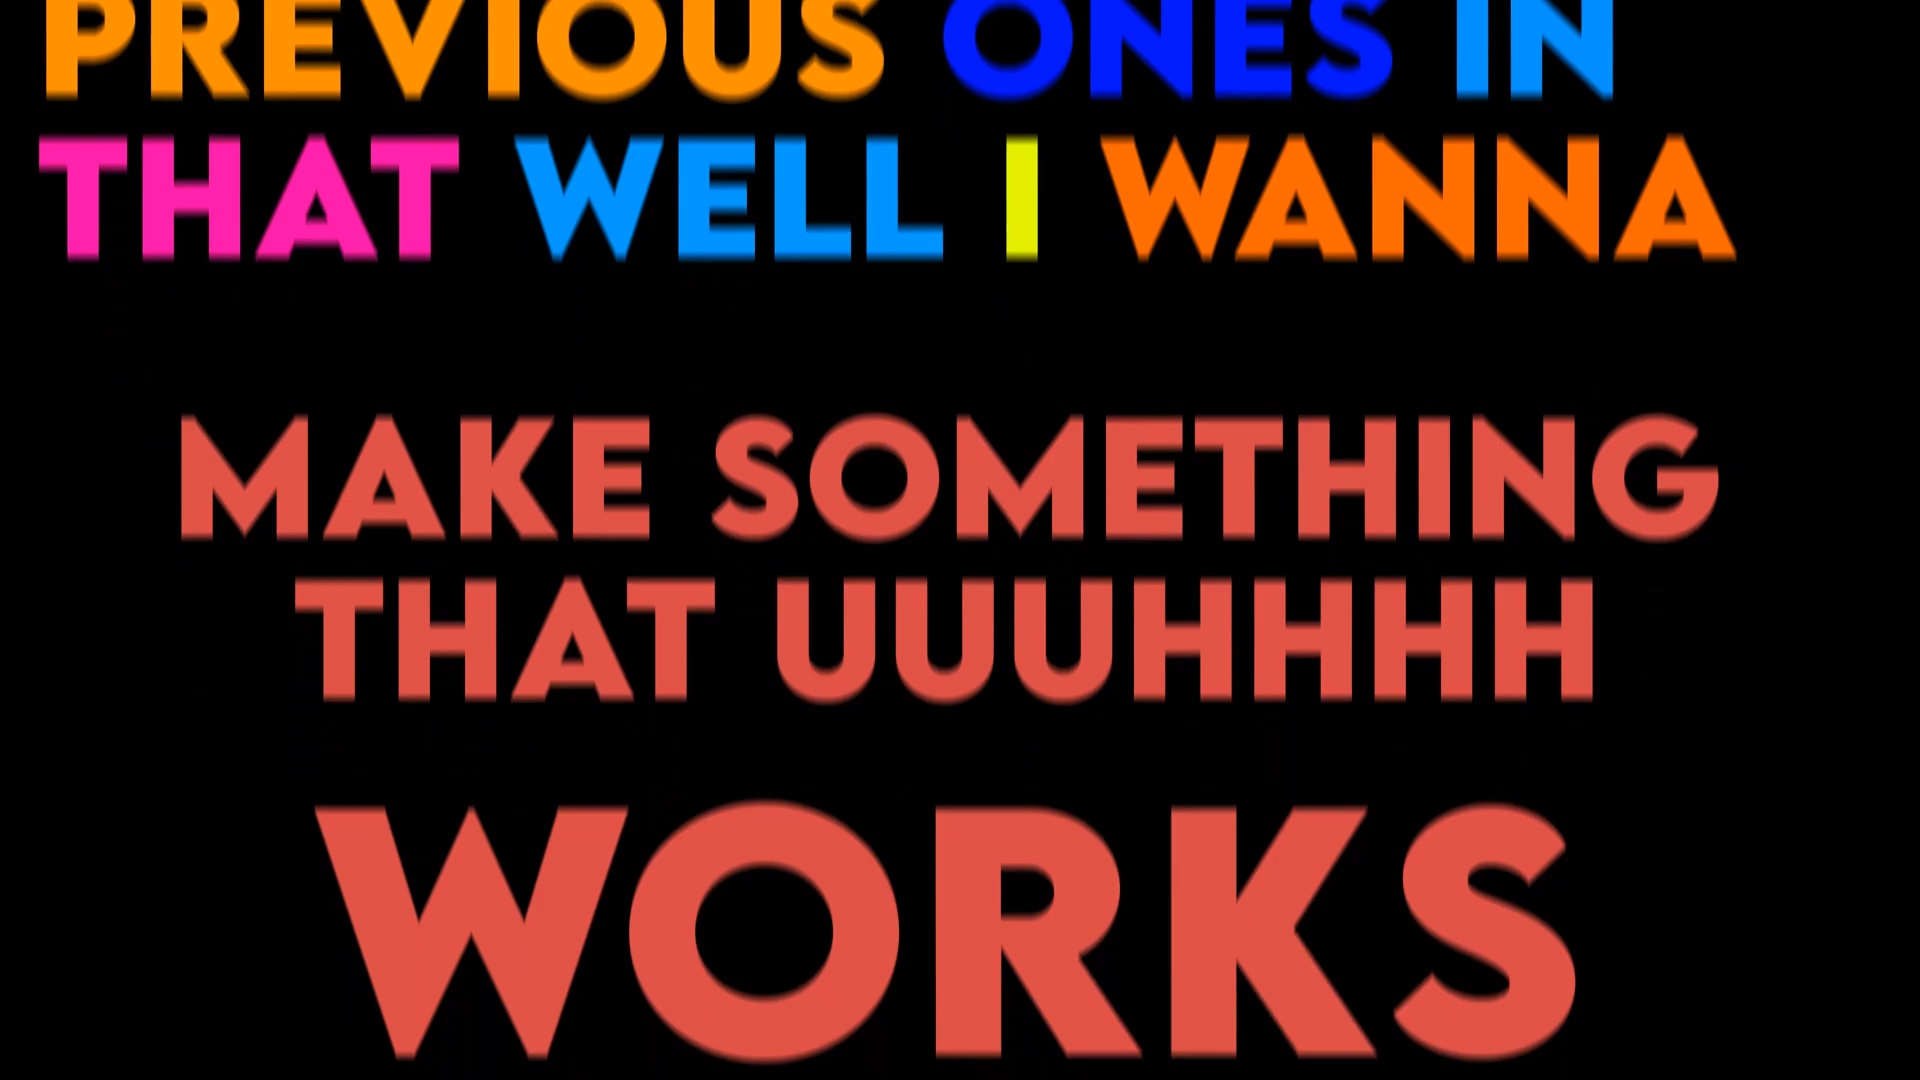 PREVIOUS ONES IN
THAT WELL I WANNA
MAKE SOMETHING
THAT UUUHHHH
WORKS